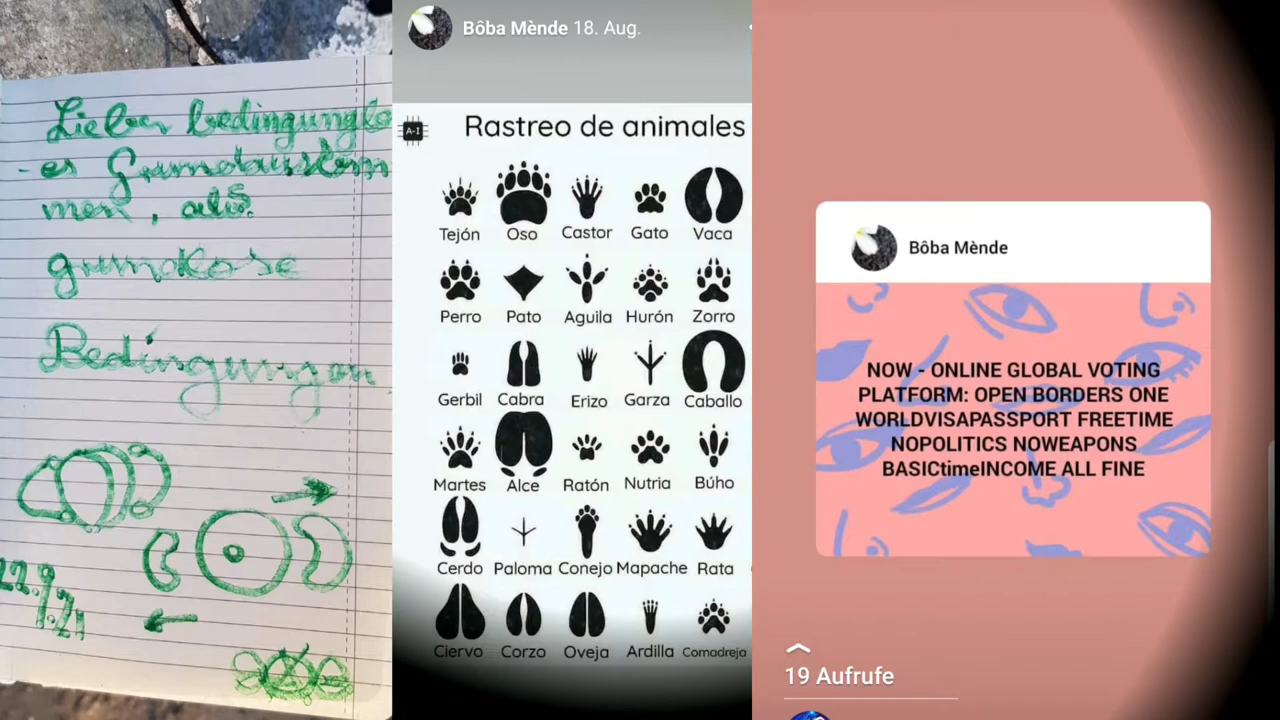 Lieber bedingungslo
-es Grundauskom
men, als
grundlose
Bedingungen
22.9.21
Bôba Mènde 18. Aug.
A-I
Rastreo de animales
Tejón Oso Castor Gato Vaca
Perro Pato Aguila Hurón Zorro
Gerbil Cabra Erizo Garza Caballo
Martes Alce Ratón Nutria Búho
Cerdo Paloma Conejo Mapache Rata
Ciervo Corzo Oveja Ardilla Comadreja
Bôba Mènde
NOW - ONLINE GLOBAL VOTING
PLATFORM: OPEN BORDERS ONE
WORLDVISAPASSPORT FREETIME
NOPOLITICS NOWEAPONS
BASICtimeINCOME ALL FINE
19 Aufrufe